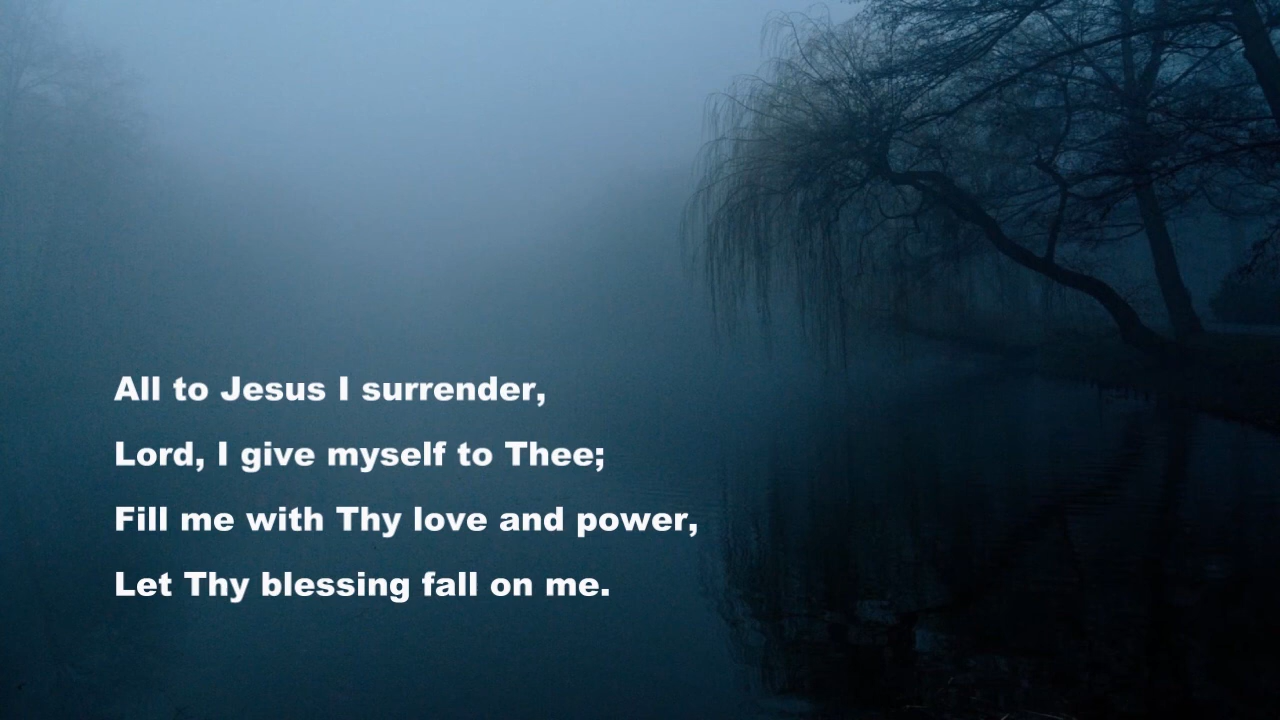 All to Jesus I surrender,
Lord, I give myself to Thee;
Fill me with Thy love and power,
Let Thy blessing fall on me.